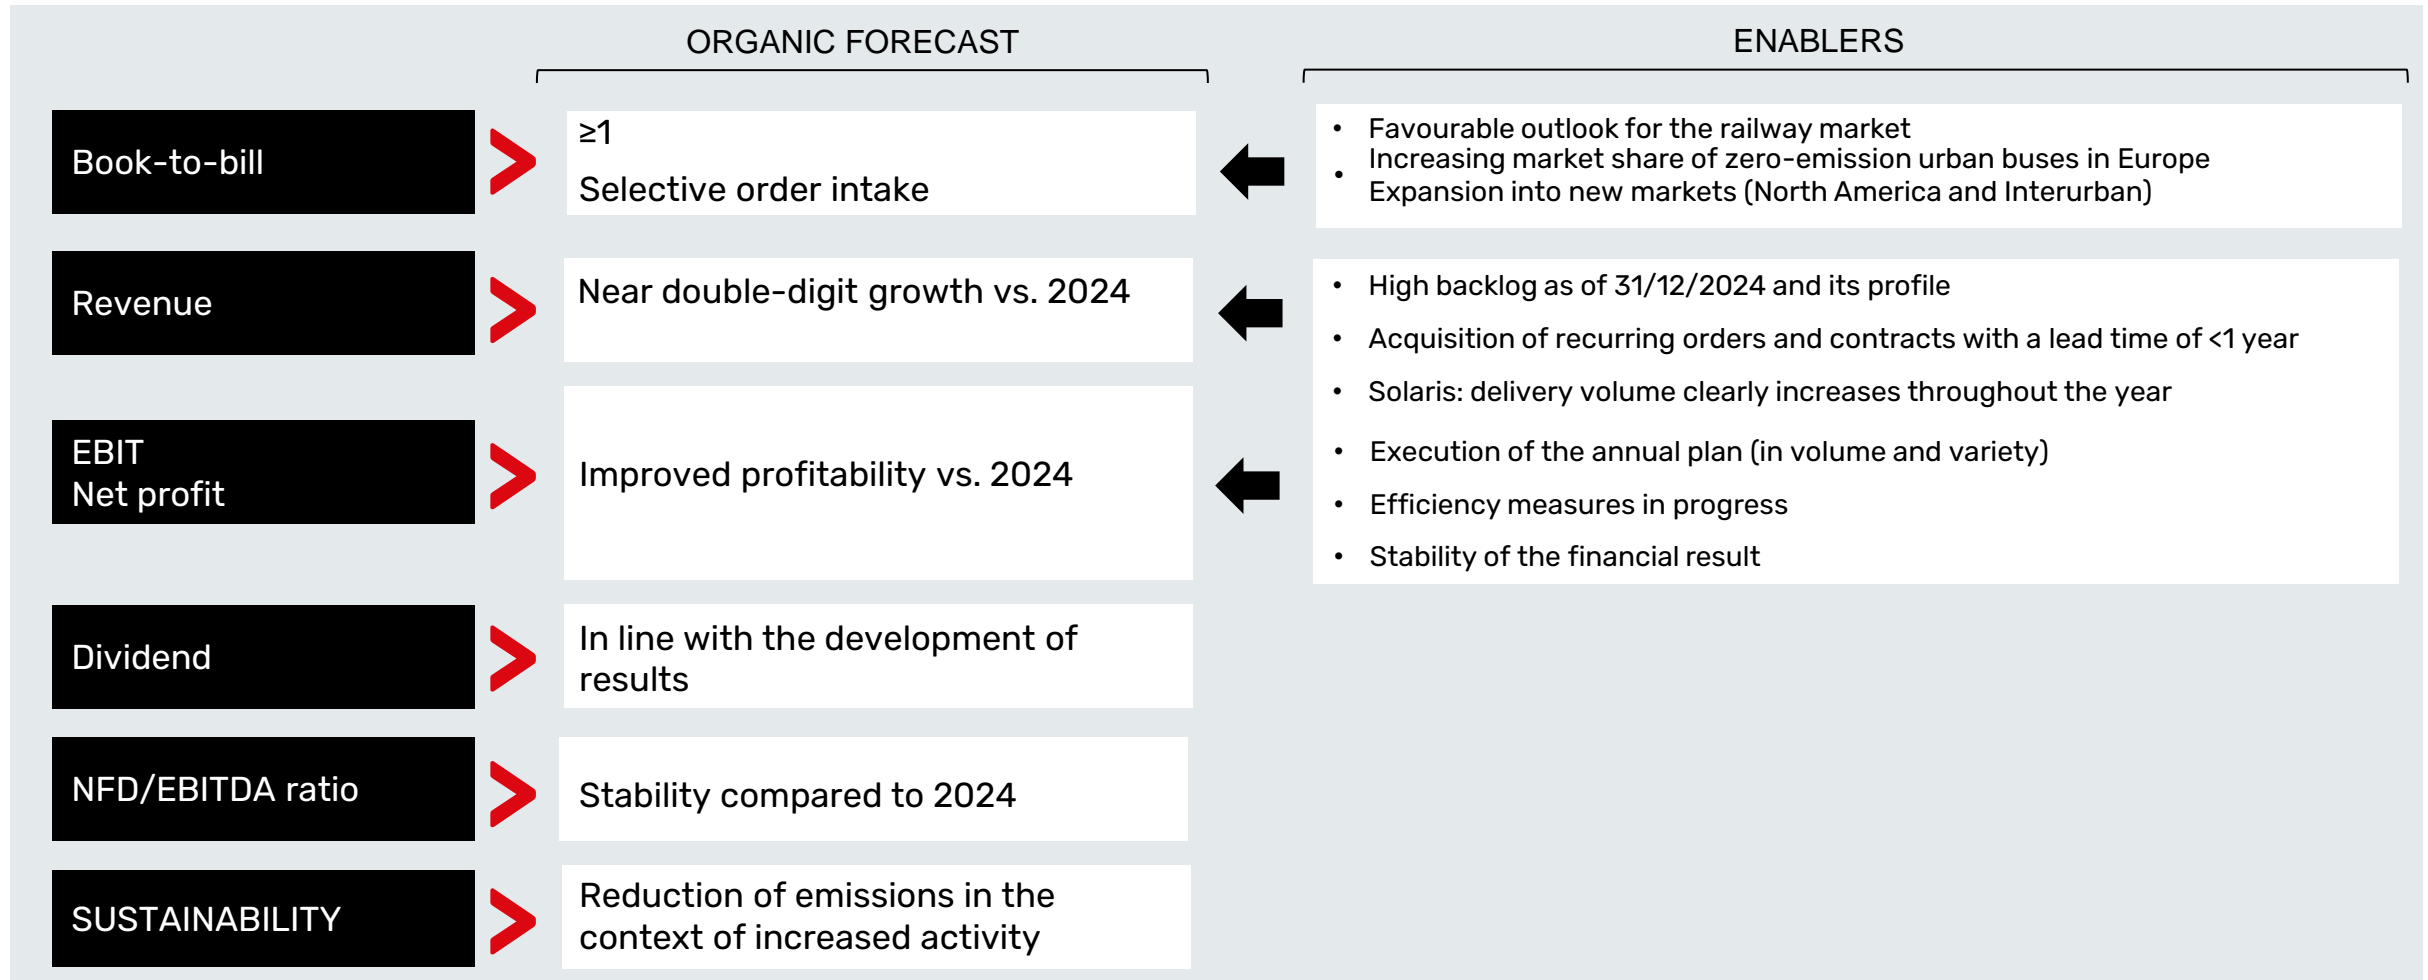 ORGANIC FORECAST
ENABLERS
Book-to-bill
≥1
Selective order intake
• Favourable outlook for the railway market
Increasing market share of zero-emission urban buses in Europe
• Expansion into new markets (North America and Interurban)
Revenue
Near double-digit growth vs. 2024
• High backlog as of 31/12/2024 and its profile
• Acquisition of recurring orders and contracts with a lead time of <1 year
• Solaris: delivery volume clearly increases throughout the year
EBIT
Net profit
Improved profitability vs. 2024
• Execution of the annual plan (in volume and variety)
• Efficiency measures in progress
• Stability of the financial result
Dividend
In line with the development of
results
NFD/EBITDA ratio
Stability compared to 2024
SUSTAINABILITY
Reduction of emissions in the
context of increased activity